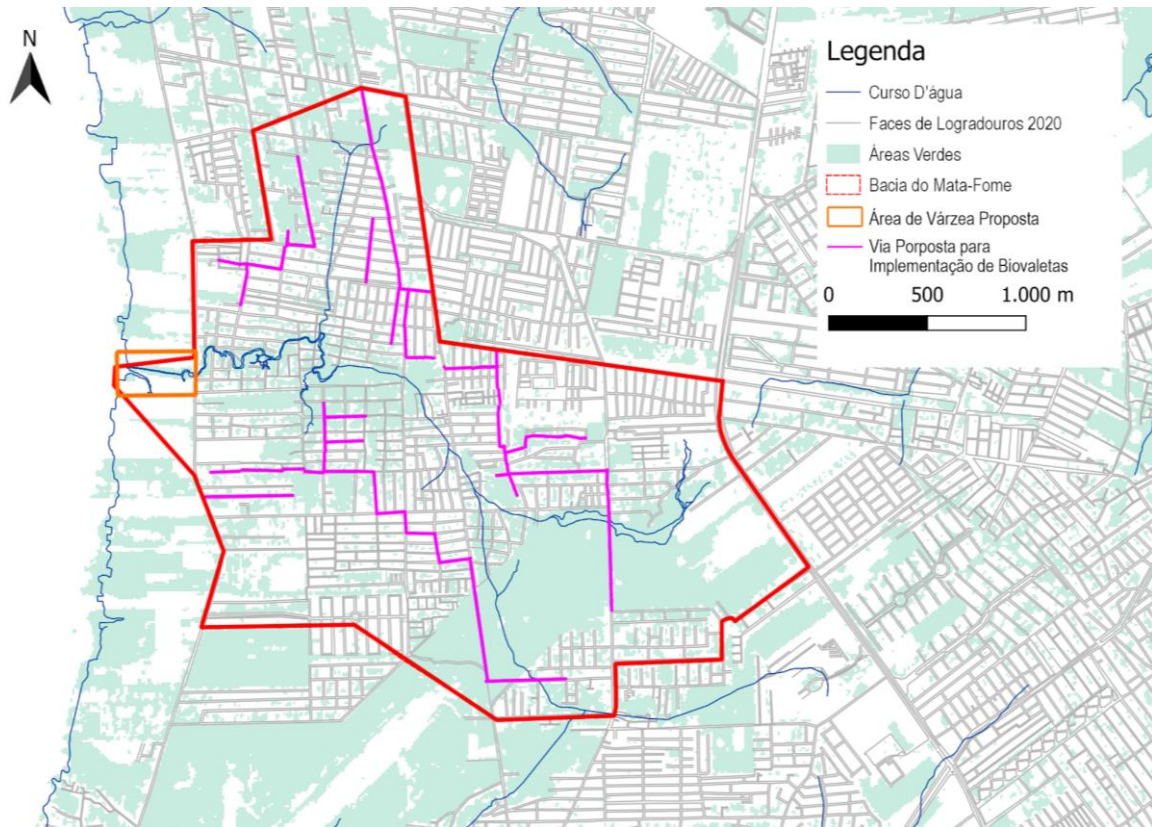 N
Legenda
Curso D'água
Faces de Logradouros 2020
Áreas Verdes
Bacia do Mata-Fome
Área de Várzea Proposta
Via Porposta para
Implementação de Biovaletas
0 500 1.000 m